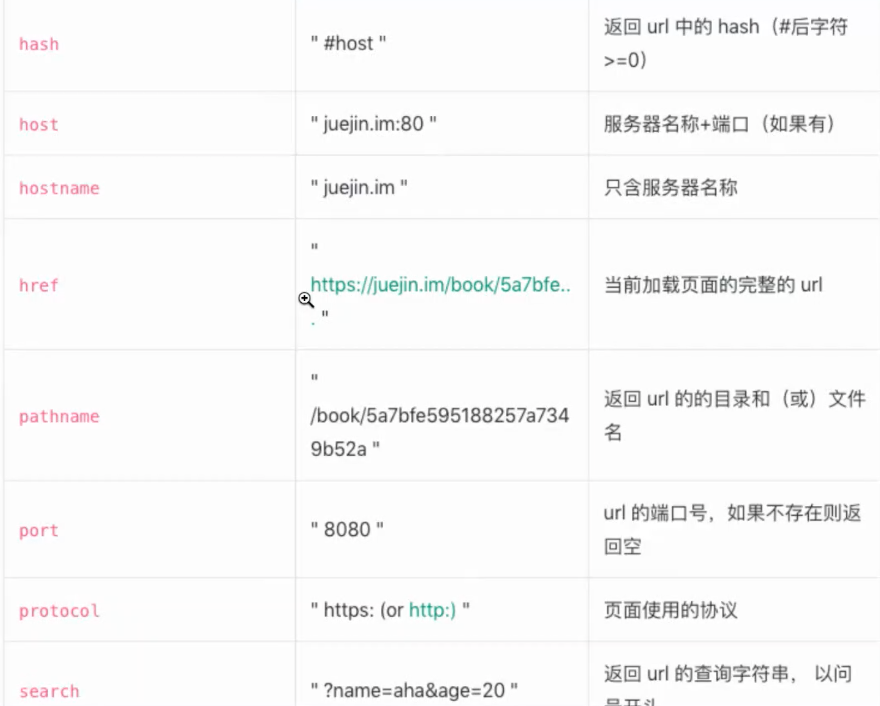 hash
" #host "
返回 url 中的 hash（#后字符
>=0）
host
" juejin.im:80 "
服务器名称+端口（如果有）
hostname
" juejin.im "
只含服务器名称
href
"
https://juejin.im/book/5a7bfe..
. "
当前加载页面的完整的 url
pathname
"
/book/5a7bfe595188257a734
9b52a "
返回 url 的的目录和（或）文件
名
port
" 8080 "
url 的端口号，如果不存在则返
回空
protocol
" https: (or http:) "
页面使用的协议
search
" ?name=aha&age=20 "
返回 url 的查询字符串， 以问
号开头